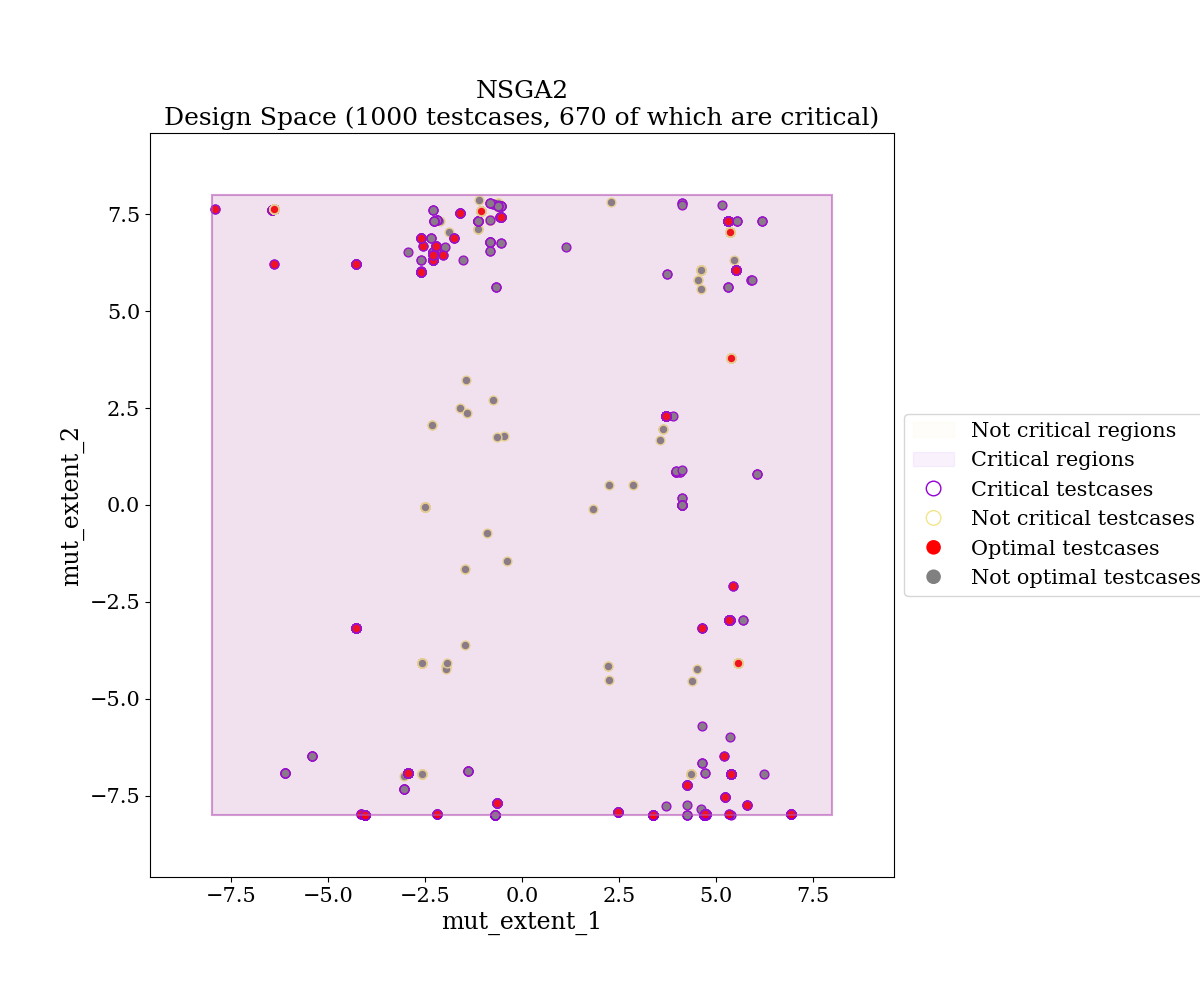 NSGA2
Design Space (1000 testcases, 670 of which are critical)
7.5
5.0
2.5
0.0
−2.5
−5.0
−7.5
mut_extent_2
−7.5 −5.0 −2.5 0.0 2.5 5.0 7.5
mut_extent_1
Not critical regions
Critical regions
Critical testcases
Not critical testcases
Optimal testcases
Not optimal testcases